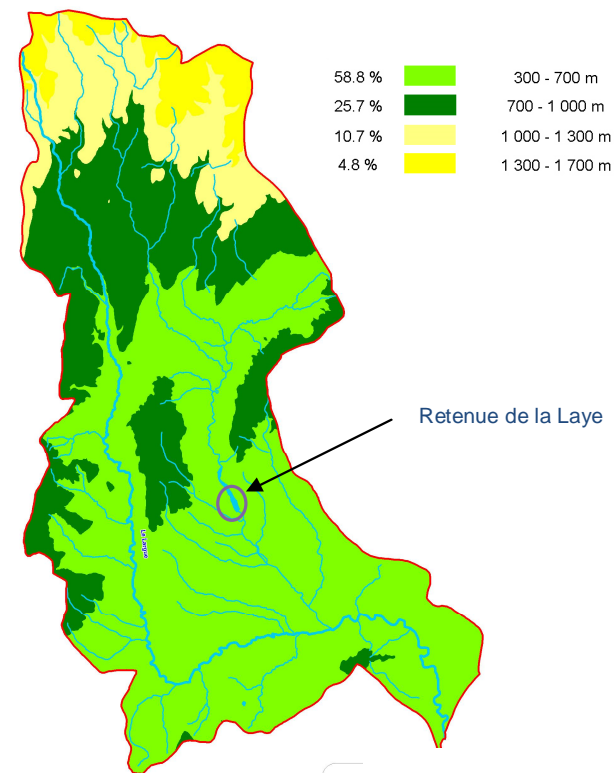 58.8 % 300 - 700 m
25.7 % 700 - 1 000 m
10.7 % 1 000 - 1 300 m
4.8 % 1 300 - 1 700 m
Retenue de la Laye
Le Largue